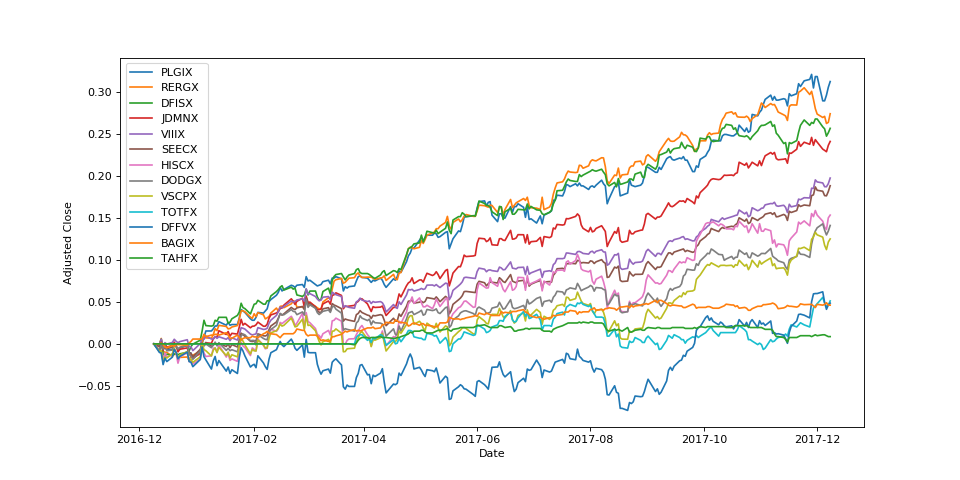 PLGIX
RERGX
DFISX
JDMNX
VIIIX
SEECX
HISCX
DODGX
VSCPX
TOTFX
DFFVX
BAGIX
TAHFX
Adjusted Close
0.30
0.25
0.20
0.15
0.10
0.05
0.00
−0.05
2016-12 2017-02 2017-04 2017-06 2017-08 2017-10 2017-12
Date